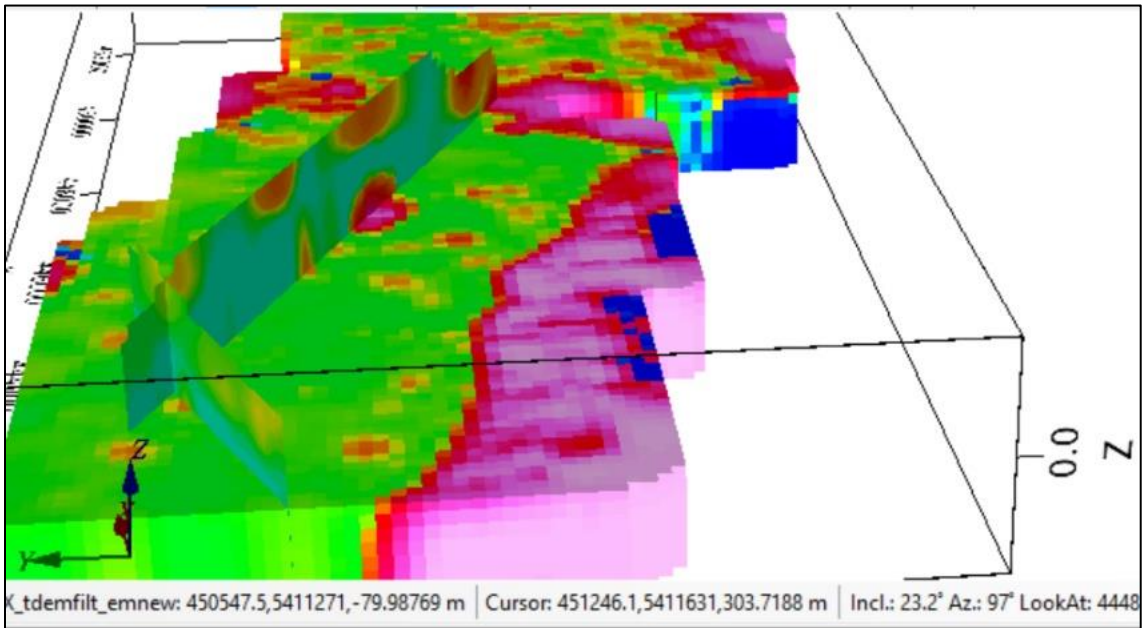 Z
Y
0.0
Z
X_tdemfilt_emnew: 450547.5,5411271,-79.98769 m
Cursor: 451246.1,5411631,303.7188 m
Incl.: 23.2° Az.: 97° LookAt: 4448